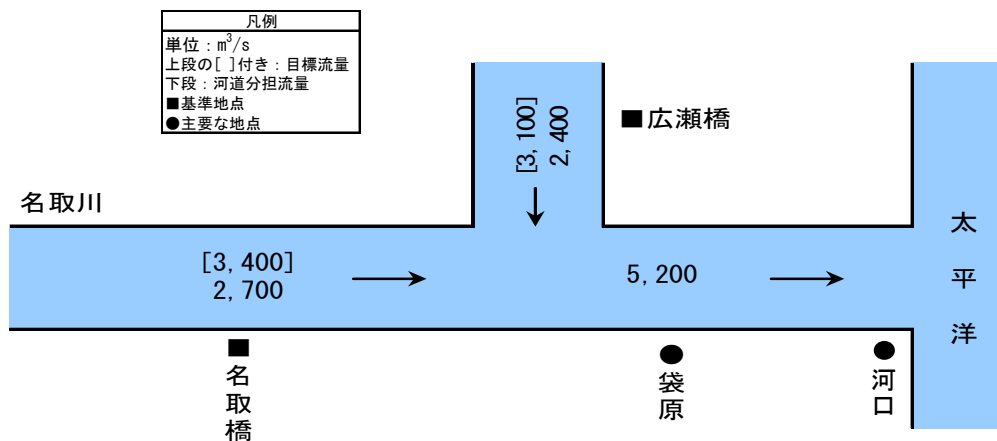 凡例
単位：m³/s
上段の[ ]付き：目標流量
下段：河道分担流量
■基準地点
●主要な地点
[3,100]
2,400
■広瀬橋
名取川
[3,400]
2,700
5,200
太平洋
■名取橋
●袋原
●河口